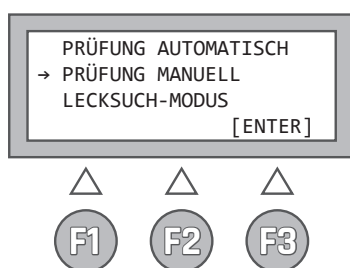 PRÜFUNG AUTOMATISCH
→ PRÜFUNG MANUELL
LECKSUCH-MODUS
[ENTER]
F1 F2 F3